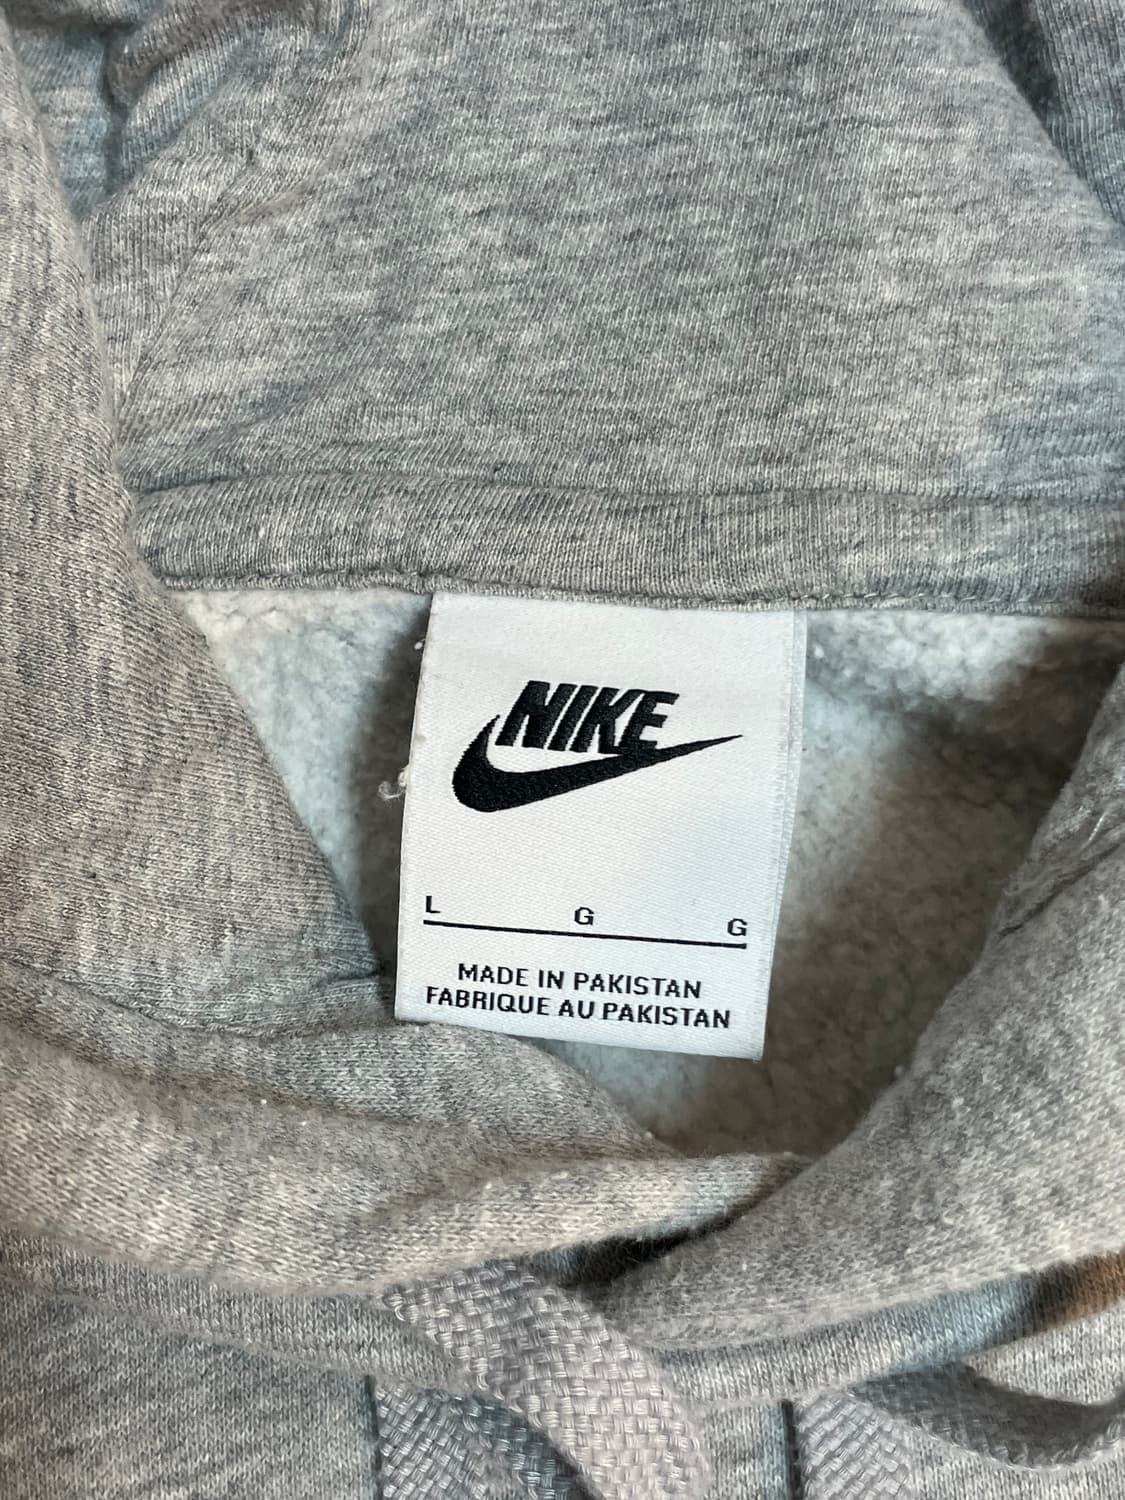 NIKE
L G G
MADE IN PAKISTAN
FABRIQUE AU PAKISTAN